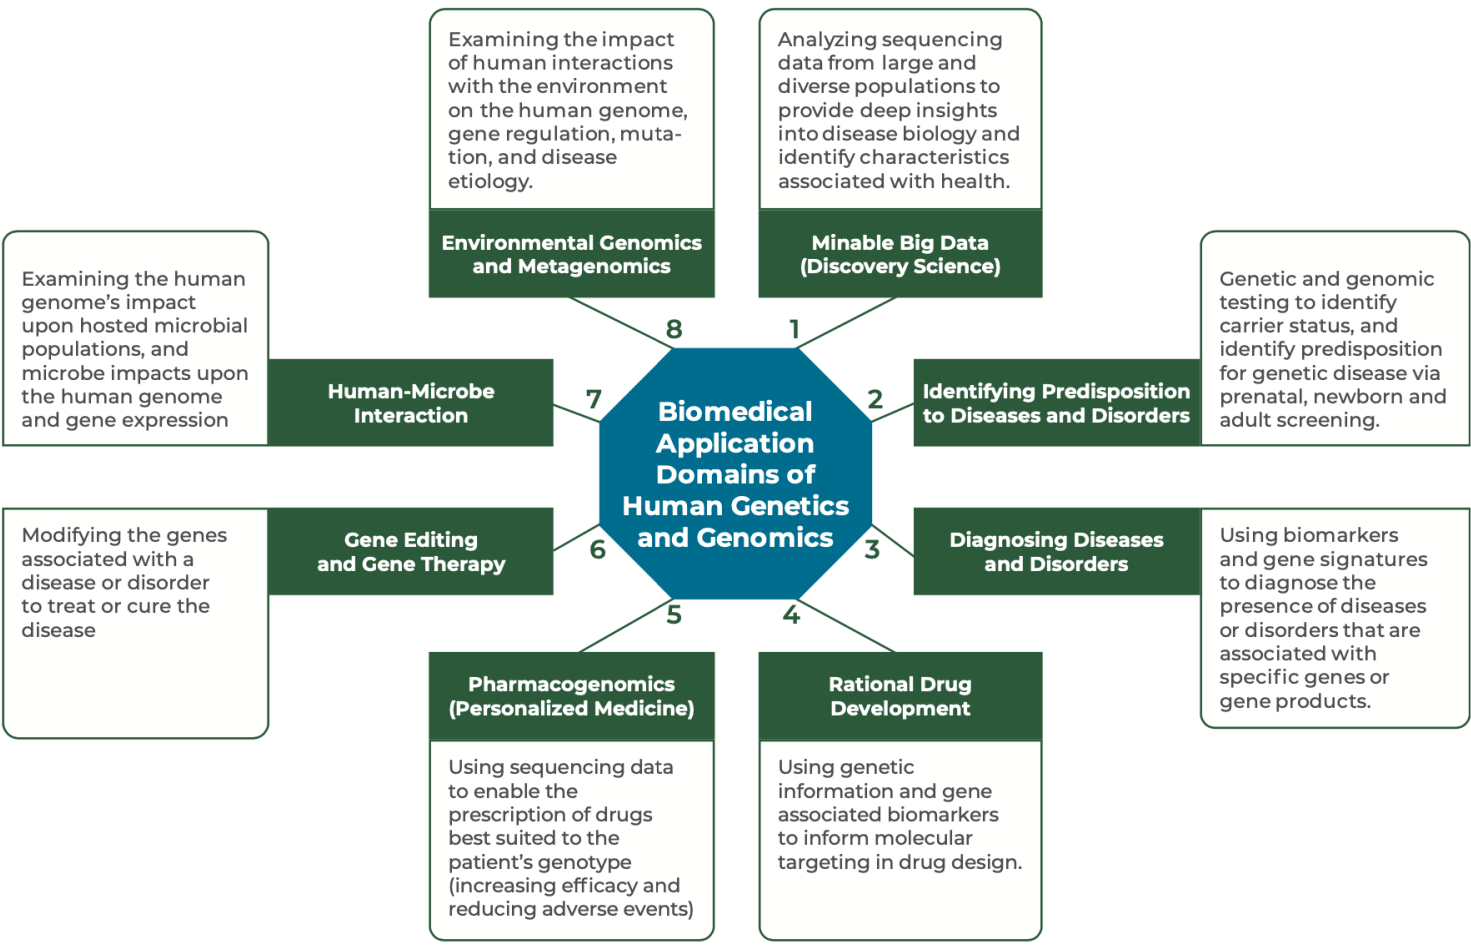 Biomedical
Application
Domains of
Human Genetics
and Genomics
1
Minable Big Data
(Discovery Science)
Analyzing sequencing
data from large and
diverse populations to
provide deep insights
into disease biology and
identify characteristics
associated with health.
2
Identifying Predisposition
to Diseases and Disorders
Genetic and genomic
testing to identify
carrier status, and
identify predisposition
for genetic disease via
prenatal, newborn and
adult screening.
3
Diagnosing Diseases
and Disorders
Using biomarkers
and gene signatures
to diagnose the
presence of diseases
or disorders that are
associated with
specific genes or
gene products.
4
Rational Drug
Development
Using genetic
information and gene
associated biomarkers
to inform molecular
targeting in drug design.
5
Pharmacogenomics
(Personalized Medicine)
Using sequencing data
to enable the
prescription of drugs
best suited to the
patient’s genotype
(increasing efficacy and
reducing adverse events)
6
Gene Editing
and Gene Therapy
Modifying the genes
associated with a
disease or disorder
to treat or cure the
disease
7
Human-Microbe
Interaction
Examining the human
genome’s impact
upon hosted microbial
populations, and
microbe impacts upon
the human genome
and gene expression
8
Environmental Genomics
and Metagenomics
Examining the impact
of human interactions
with the environment
on the human genome,
gene regulation, muta-
tion, and disease
etiology.